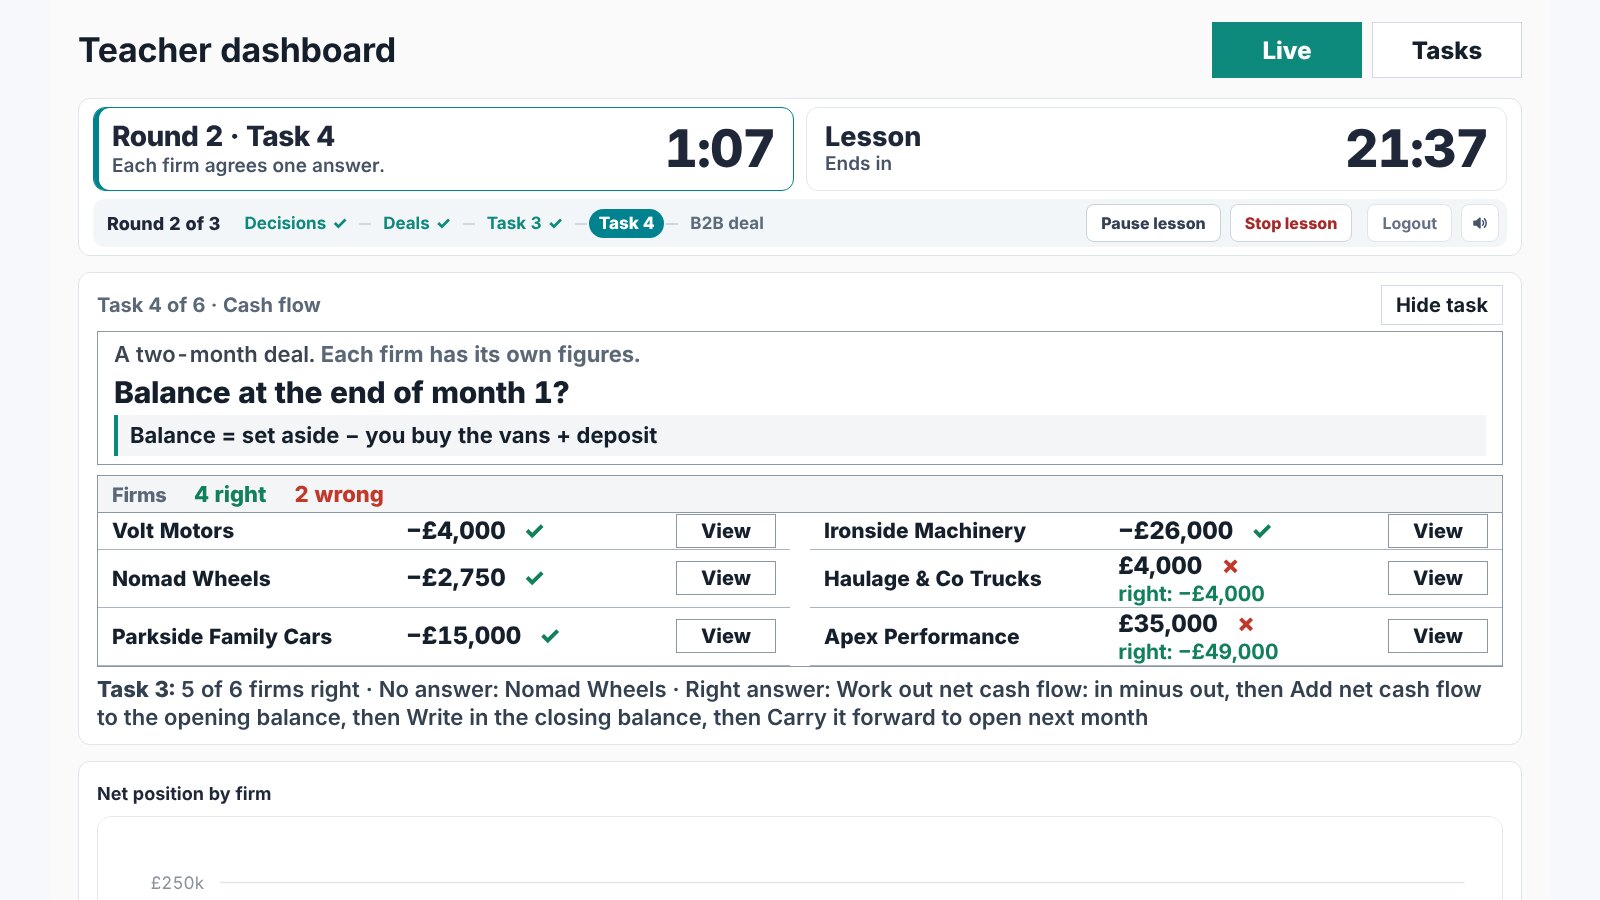 Teacher dashboard
Live
Tasks
Round 2 · Task 4
Each firm agrees one answer.
1:07
Lesson
Ends in
21:37
Round 2 of 3
Decisions ✓ — Deals ✓ — Task 3 ✓ — Task 4 — B2B deal
Pause lesson
Stop lesson
Logout
Task 4 of 6 · Cash flow
Hide task
A two-month deal. Each firm has its own figures.
Balance at the end of month 1?
Balance = set aside − you buy the vans + deposit
Firms 4 right 2 wrong
Volt Motors −£4,000 ✓ View
Ironside Machinery −£26,000 ✓ View
Nomad Wheels −£2,750 ✓ View
Haulage & Co Trucks £4,000 ✗ View
right: −£4,000
Parkside Family Cars −£15,000 ✓ View
Apex Performance £35,000 ✗ View
right: −£49,000
Task 3: 5 of 6 firms right · No answer: Nomad Wheels · Right answer: Work out net cash flow: in minus out, then Add net cash flow
to the opening balance, then Write in the closing balance, then Carry it forward to open next month
Net position by firm
£250k